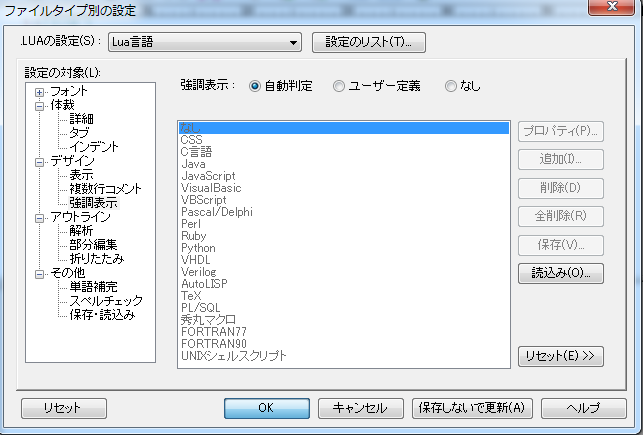 ファイルタイプ別の設定
.LUAの設定(S) : Lua言語 設定のリスト(T)...
設定の対象(L):
フォント
体裁
詳細
タブ
インデント
デザイン
表示
複数行コメント
強調表示
アウトライン
解析
部分編集
折りたたみ
その他
単語補完
スペルチェック
保存・読込み
強調表示 : 自動判定 ユーザー定義 なし
なし
CSS
C言語
Java
JavaScript
VisualBasic
VBScript
Pascal/Delphi
Perl
Ruby
Python
VHDL
Verilog
AutoLISP
TeX
PL/SQL
秀丸マクロ
FORTRAN77
FORTRAN90
UNIXシェルスクリプト
プロパティ(P)...
追加(I)...
削除(D)
全削除(R)
保存(V)...
読込み(O)...
リセット(E) >>
リセット OK キャンセル 保存しないで更新(A) ヘルプ